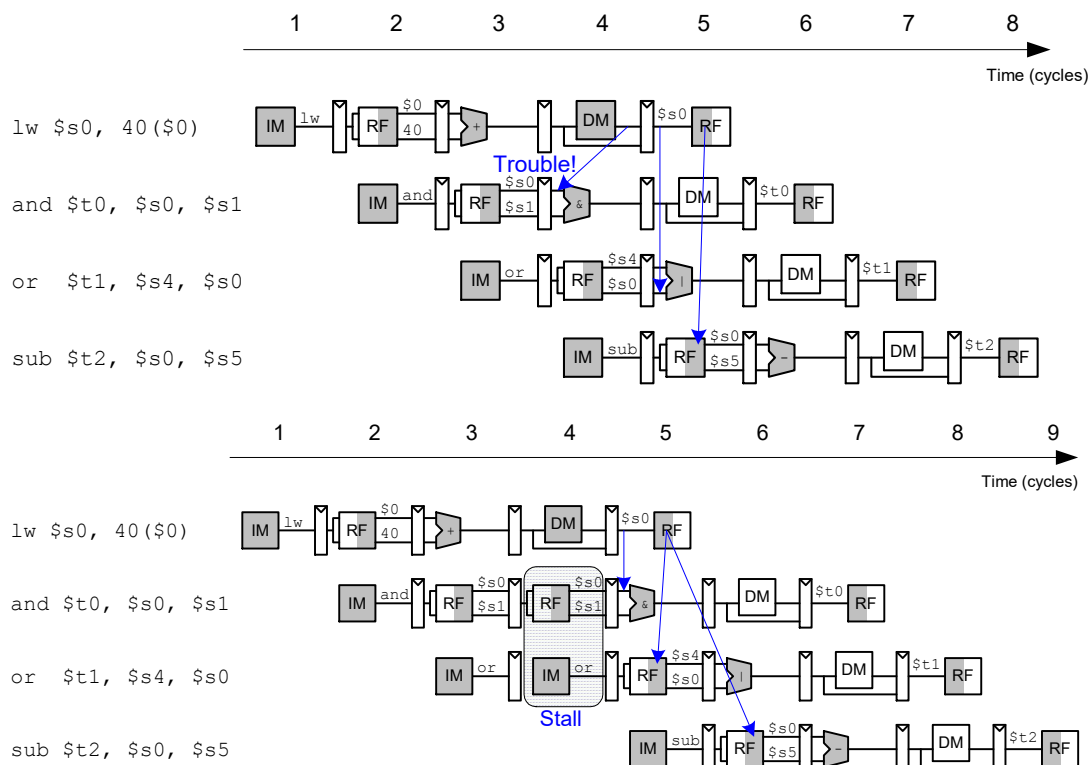 1 2 3 4 5 6 7 8
Time (cycles)
$0 $s0
lw $s0, 40($0) IM lw RF 40 + DM RF
Trouble!
$s0 $t0
and $t0, $s0, $s1 IM and RF $s1 & DM RF
$s4 $t1
or $t1, $s4, $s0 IM or RF $s0 | DM RF
$s0 $t2
sub $t2, $s0, $s5 IM sub RF $s5 - DM RF
1 2 3 4 5 6 7 8 9
Time (cycles)
$0 $s0
lw $s0, 40($0) IM lw RF 40 + DM RF
$s0 $s0 $t0
and $t0, $s0, $s1 IM and RF $s1 RF $s1 & DM RF
$s4 $t1
or $t1, $s4, $s0 IM or IM or RF $s0 | DM RF
Stall
$s0 $t2
sub $t2, $s0, $s5 IM sub RF $s5 - DM RF